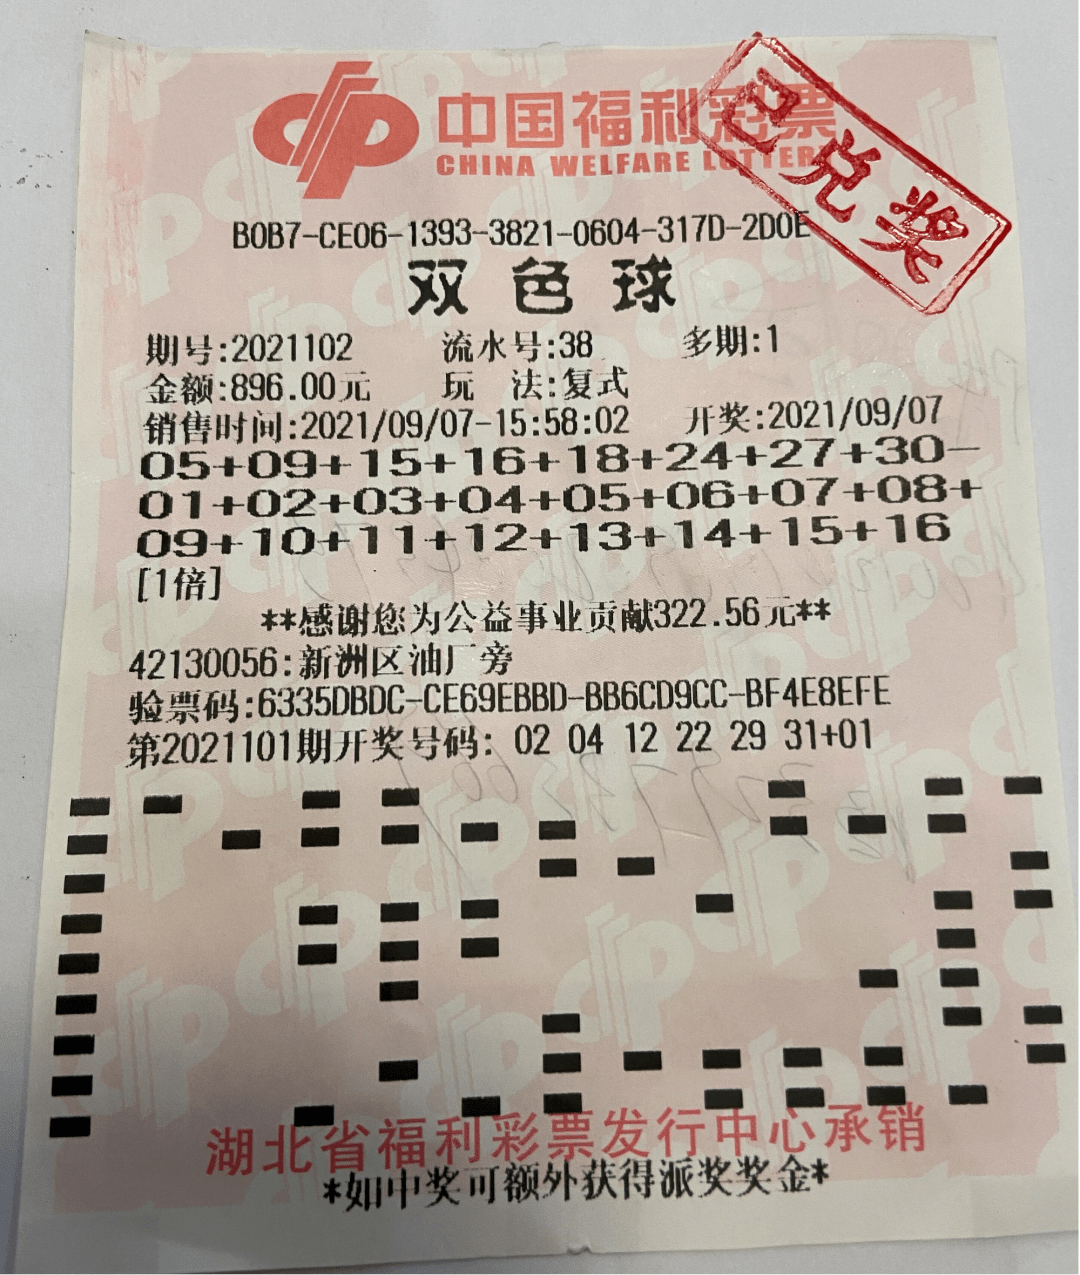 中国福利彩票
CHINA WELFARE LOTTERY
已兑奖
B0B7-CE06-1393-3821-0604-317D-2D0E
双色球
期号:2021102 流水号:38 多期:1
金额:896.00元 玩 法:复式
销售时间:2021/09/07-15:58:02 开奖:2021/09/07
05+09+15+16+18+24+27+30-
01+02+03+04+05+06+07+08+
09+10+11+12+13+14+15+16
[1倍]
**感谢您为公益事业贡献322.56元**
42130056:新洲区油厂旁
验票码:6335DBDC-CE69EBBD-BB6CD9CC-BF4E8EFE
第2021101期开奖号码: 02 04 12 22 29 31+01
湖北省福利彩票发行中心承销
*如中奖可额外获得派奖奖金*